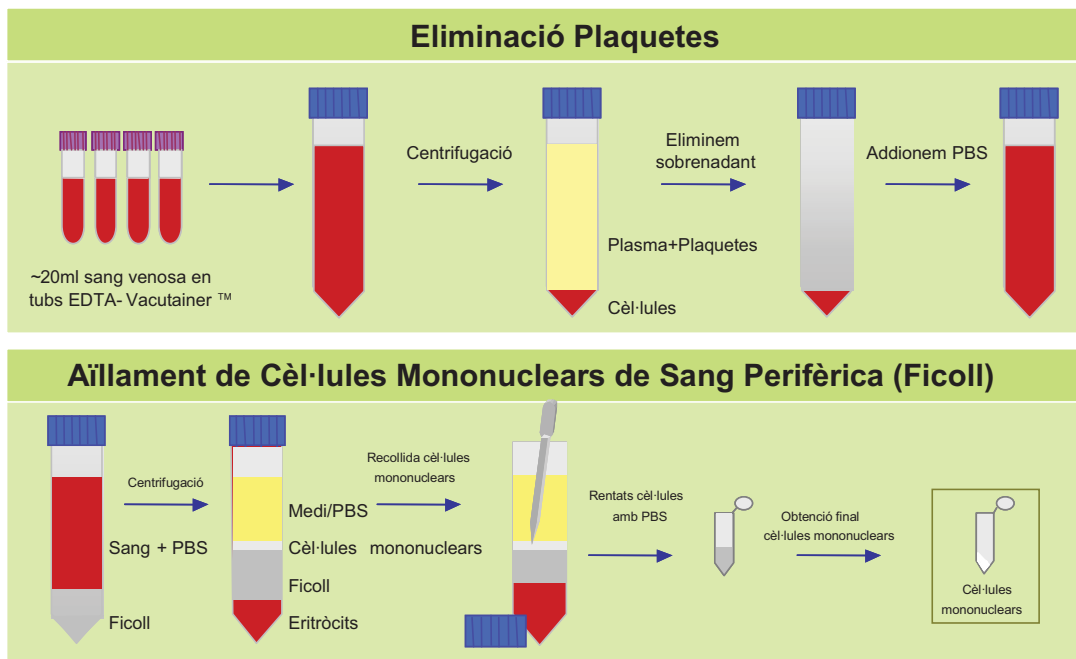 Eliminació Plaquetes
Centrifugació
Eliminem
sobrenadant
Addionem PBS
Plasma+Plaquetes
Cèl·lules
~20ml sang venosa en
tubs EDTA- Vacutainer ™
Aïllament de Cèl·lules Mononuclears de Sang Perifèrica (Ficoll)
Centrifugació
Sang + PBS
Ficoll
Recollida cèl·lules
mononuclears
Medi/PBS
Cèl·lules mononuclears
Ficoll
Eritròcits
Rentats cèl·lules
amb PBS
Obtenció final
cèl·lules mononuclears
Cèl·lules
mononuclears